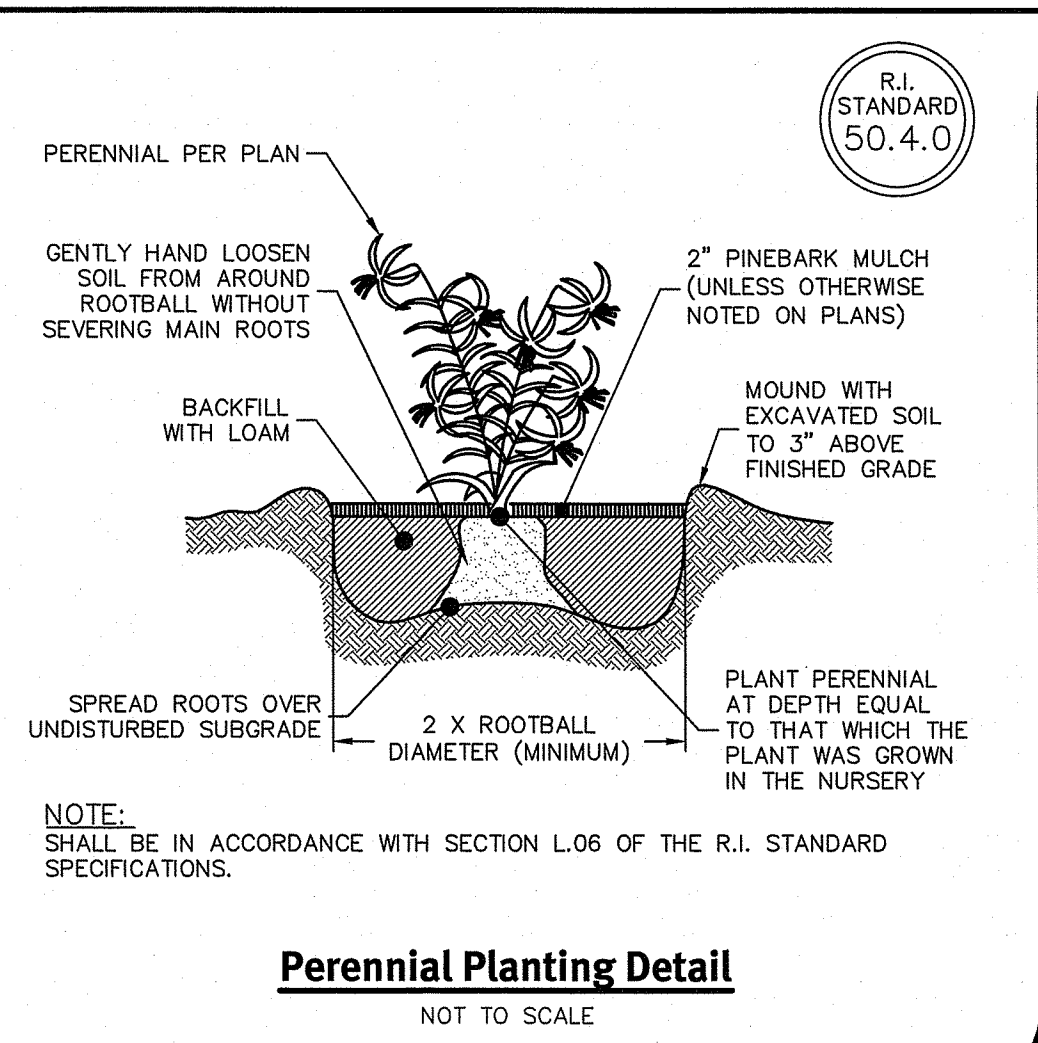 R.I.
STANDARD
50.4.0
PERENNIAL PER PLAN
GENTLY HAND LOOSEN
SOIL FROM AROUND
ROOTBALL WITHOUT
SEVERING MAIN ROOTS
BACKFILL
WITH LOAM
2" PINEBARK MULCH
(UNLESS OTHERWISE
NOTED ON PLANS)
MOUND WITH
EXCAVATED SOIL
TO 3" ABOVE
FINISHED GRADE
SPREAD ROOTS OVER
UNDISTURBED SUBGRADE
2 X ROOTBALL
DIAMETER (MINIMUM)
PLANT PERENNIAL
AT DEPTH EQUAL
TO THAT WHICH THE
PLANT WAS GROWN
IN THE NURSERY
NOTE:
SHALL BE IN ACCORDANCE WITH SECTION L.06 OF THE R.I. STANDARD
SPECIFICATIONS.
Perennial Planting Detail
NOT TO SCALE